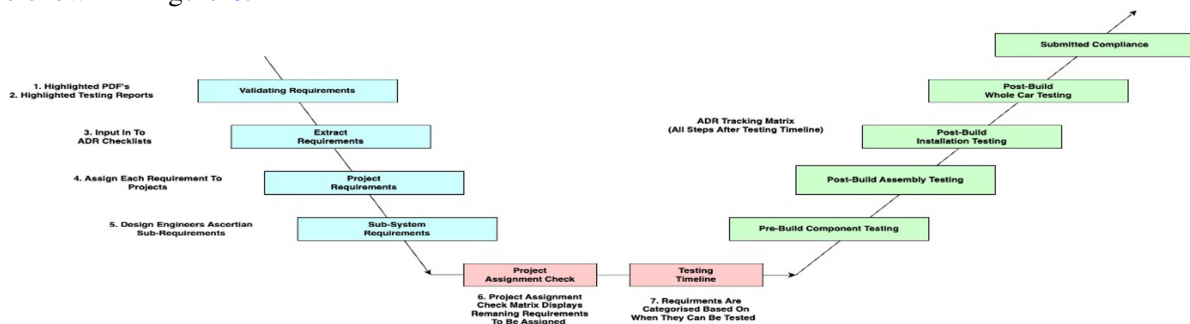 Submitted Compliance
1. Highlighted PDF's
2. Highlighted Testing Reports
Validating Requirements
Post-Build
Whole Car Testing
3. Input In To
ADR Checklists
Extract
Requirements
ADR Tracking Matrix
(All Steps After Testing Timeline)
Post-Build
Installation Testing
4. Assign Each Requirement To
Projects
Project
Requirements
Post-Build Assembly Testing
5. Design Engineers Ascertian
Sub-Requirements
Sub-System
Requirements
Pre-Build Component Testing
Project
Assignment Check
Testing
Timeline
6. Project Assignment
Check Matrix Displays
Remaning Requirements
To Be Assigned
7. Requirments Are
Categorised Based On
When They Can Be Tested